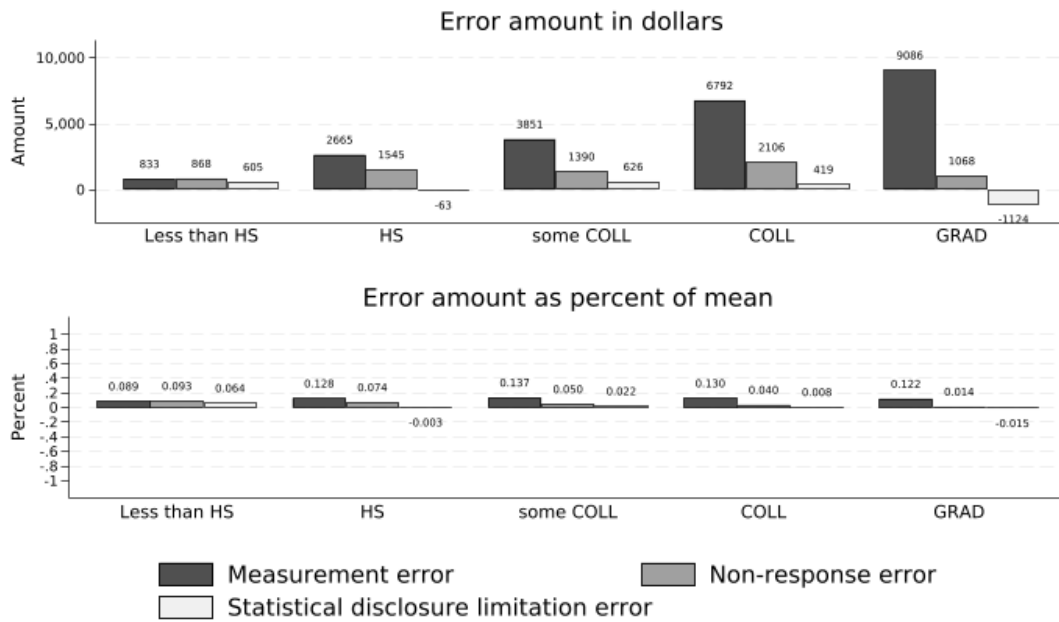 Error amount in dollars
10,000
5,000
0
Amount
833 868 605
2665 1545 -63
3851 1390 626
6792 2106 419
9086 1068 -1124
Less than HS HS some COLL COLL GRAD
Error amount as percent of mean
1
.8
.6
.4
.2
0
-.2
-.4
-.6
-.8
-1
Percent
0.089 0.093 0.064
0.128 0.074 -0.003
0.137 0.050 0.022
0.130 0.040 0.008
0.122 0.014 -0.015
Less than HS HS some COLL COLL GRAD
Measurement error Non-response error
Statistical disclosure limitation error